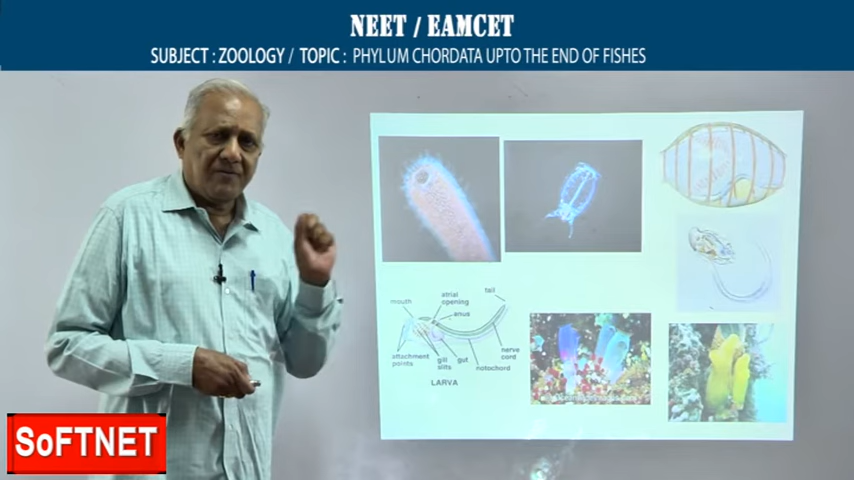 NEET / EAMCET
SUBJECT : ZOOLOGY / TOPIC : PHYLUM CHORDATA UPTO THE END OF FISHES
mouth
atrial
opening
tail
anus
attachment
points
gill
slits
gut
nerve
cord
notochord
LARVA
SoFTNET